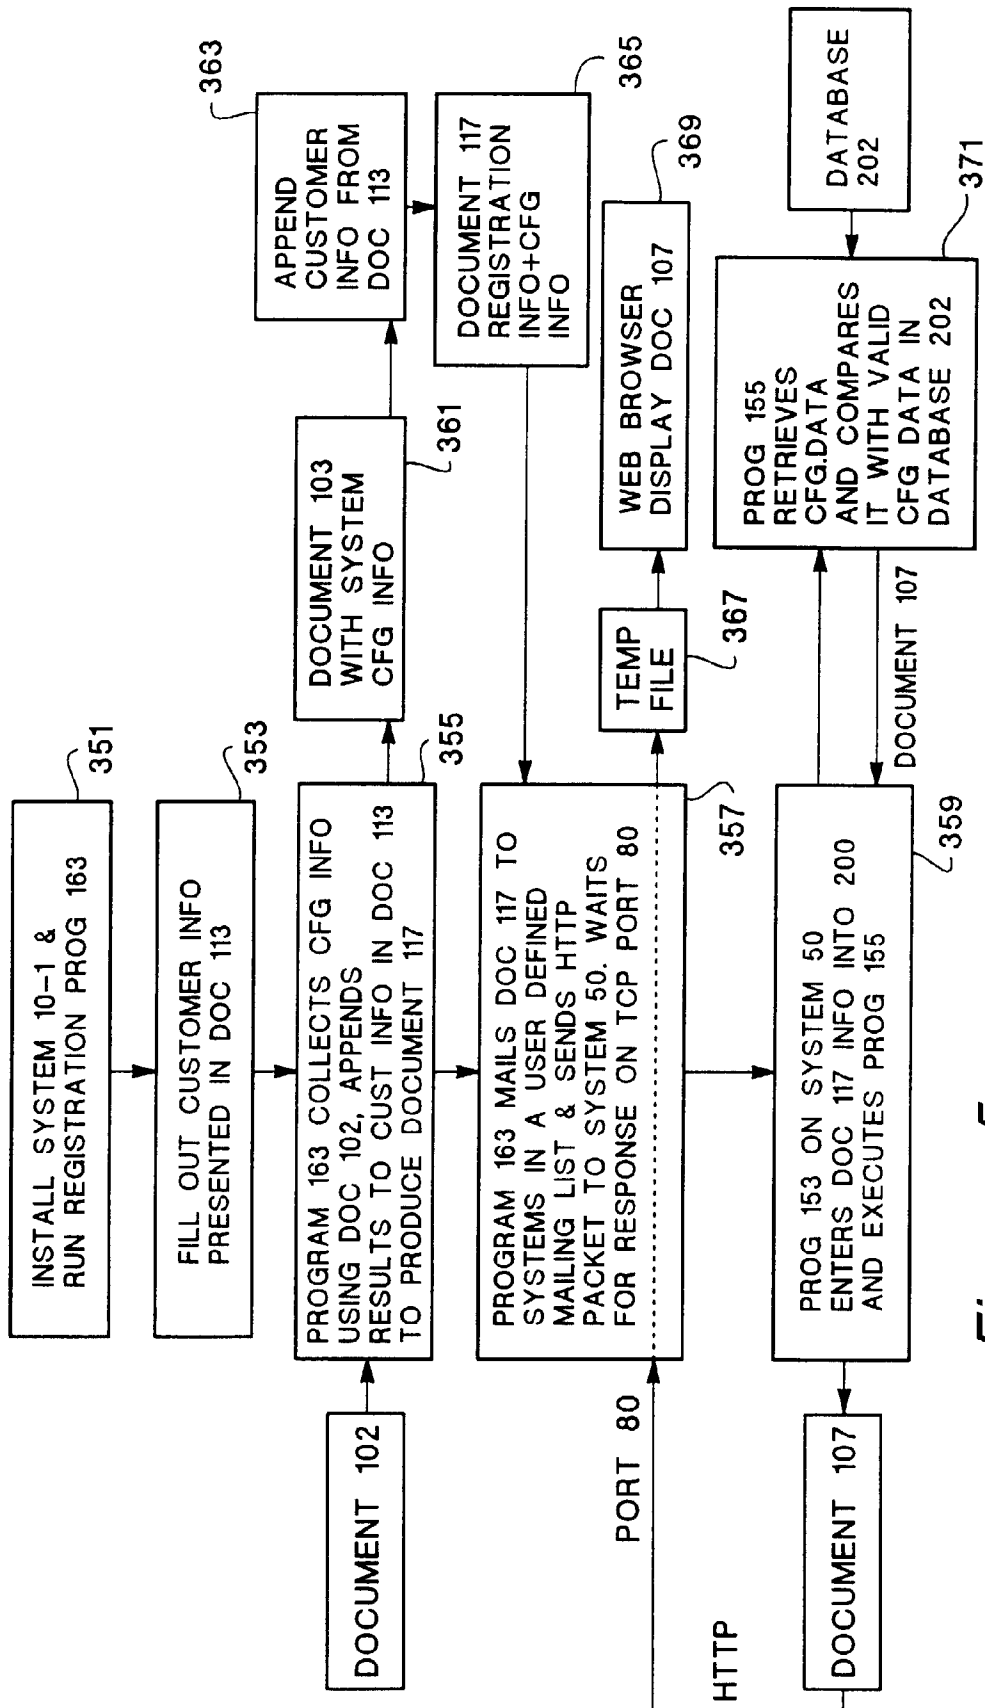 INSTALL SYSTEM 10-1 &
RUN REGISTRATION PROG 163
351
FILL OUT CUSTOMER INFO
PRESENTED IN DOC 113
353
DOCUMENT 102
PROGRAM 163 COLLECTS CFG INFO
USING DOC 102, APPENDS
RESULTS TO CUST INFO IN DOC 113
TO PRODUCE DOCUMENT 117
355
DOCUMENT 103
WITH SYSTEM
CFG INFO
361
APPEND
CUSTOMER
INFO FROM
DOC 113
363
DOCUMENT 117
REGISTRATION
INFO+CFG
INFO
365
PROGRAM 163 MAILS DOC 117 TO
SYSTEMS IN A USER DEFINED
MAILING LIST & SENDS HTTP
PACKET TO SYSTEM 50. WAITS
FOR RESPONSE ON TCP PORT 80
357
PORT 80
HTTP
TEMP
FILE
367
WEB BROWSER
DISPLAY DOC 107
369
DOCUMENT 107
PROG 153 ON SYSTEM 50
ENTERS DOC 117 INFO INTO 200
AND EXECUTES PROG 155
359
DOCUMENT 107
PROG 155
RETRIEVES
CFG.DATA
AND COMPARES
IT WITH VALID
CFG DATA IN
DATABASE 202
371
DATABASE
202